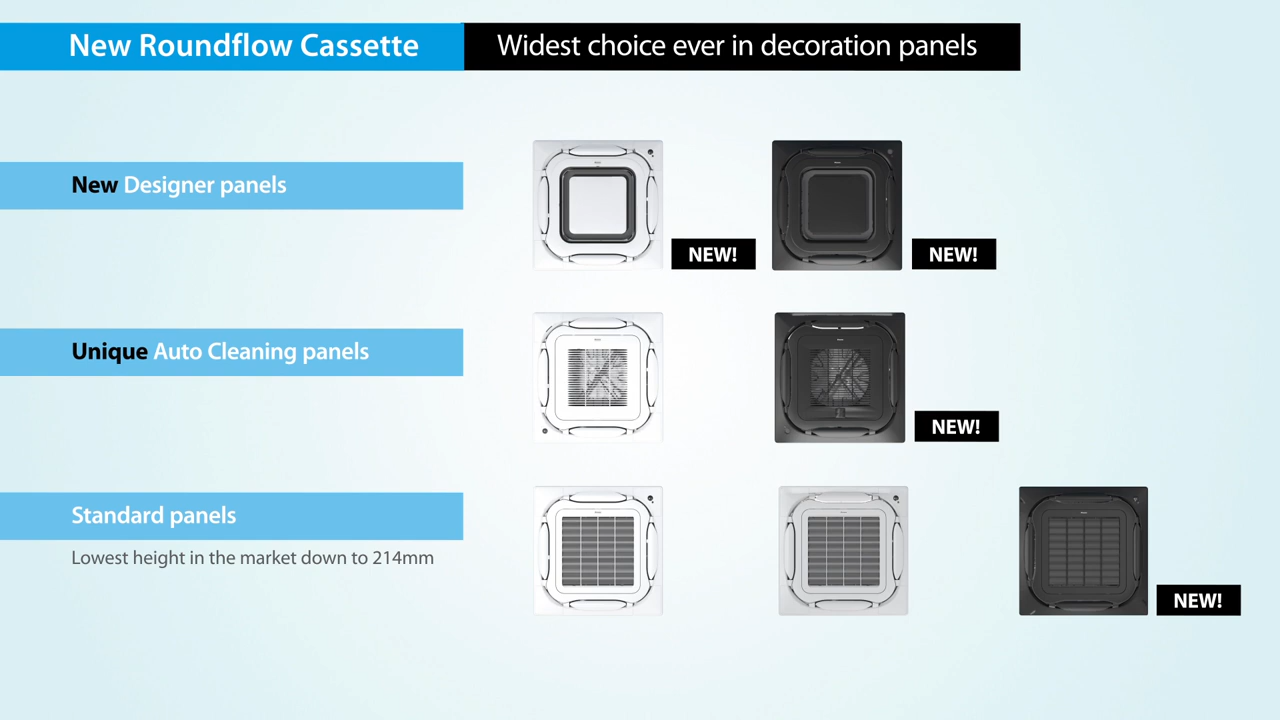 New Roundflow Cassette
Widest choice ever in decoration panels
New Designer panels
NEW!
NEW!
Unique Auto Cleaning panels
NEW!
Standard panels
Lowest height in the market down to 214mm
NEW!